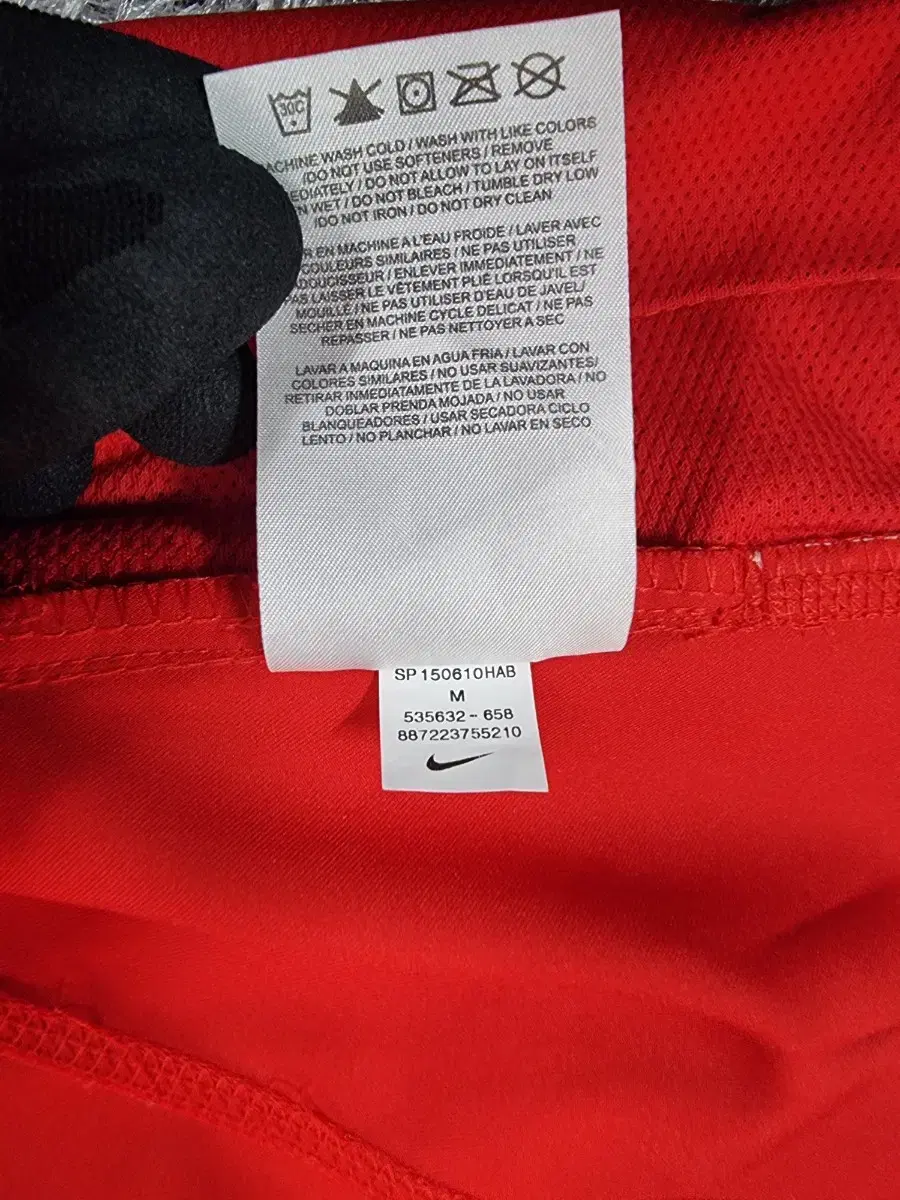 30C
ACHINE WASH COLD / WASH WITH LIKE COLORS
/DO NOT USE SOFTENERS / REMOVE
EDIATELY / DO NOT ALLOW TO LAY ON ITSELF
N WET / DO NOT BLEACH / TUMBLE DRY LOW
/DO NOT IRON / DO NOT DRY CLEAN
R EN MACHINE A L'EAU FROIDE / LAVER AVEC
COULEURS SIMILAIRES / NE PAS UTILISER
DOUCISSEUR / ENLEVER IMMEDIATEMENT / NE
PAS LAISSER LE VÊTEMENT PLIÉ LORSQU'IL EST
MOUILLÉ / NE PAS UTILISER D'EAU DE JAVEL/
SECHER EN MACHINE CYCLE DELICAT / NE PAS
REPASSER / NE PAS NETTOYER A SEC
LAVAR A MAQUINA EN AGUA FRIA / LAVAR CON
COLORES SIMILARES / NO USAR SUAVIZANTES/
RETIRAR INMEDIATAMENTE DE LA LAVADORA / NO
DOBLAR PRENDA MOJADA / NO USAR
BLANQUEADORES / USAR SECADORA CICLO
LENTO / NO PLANCHAR / NO LAVAR EN SECO
SP 150610HAB
M
535632 - 658
887223755210